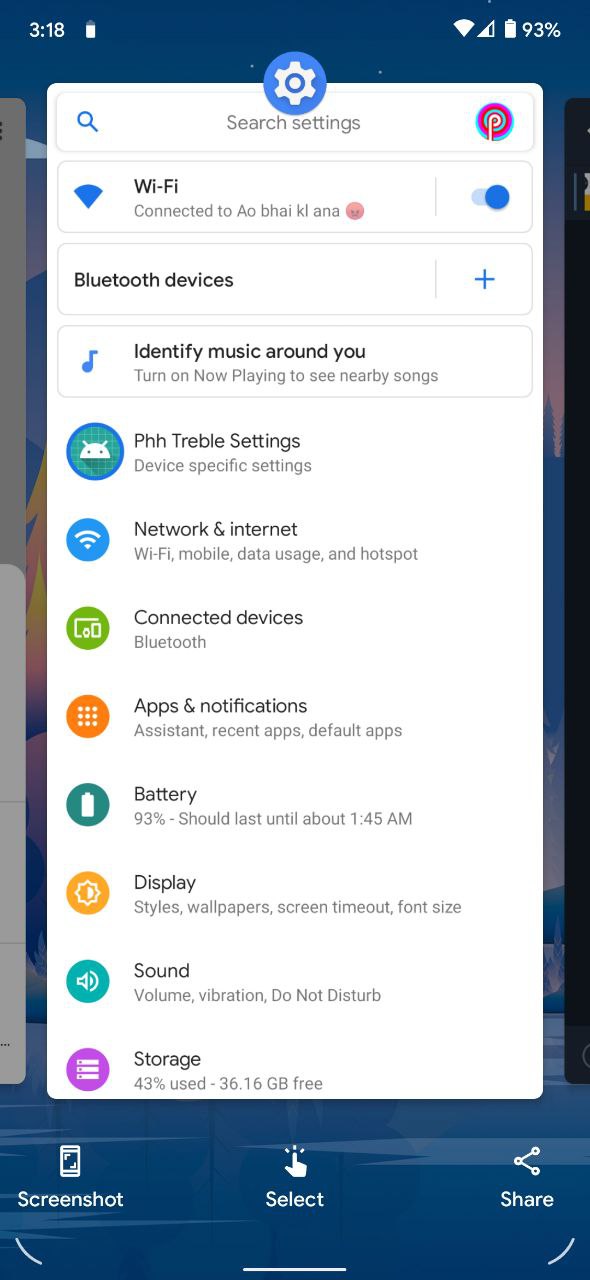 3:18
93%
Search settings
Wi-Fi
Connected to Ao bhai kl ana 😡
Bluetooth devices
Identify music around you
Turn on Now Playing to see nearby songs
Phh Treble Settings
Device specific settings
Network & internet
Wi-Fi, mobile, data usage, and hotspot
Connected devices
Bluetooth
Apps & notifications
Assistant, recent apps, default apps
Battery
93% - Should last until about 1:45 AM
Display
Styles, wallpapers, screen timeout, font size
Sound
Volume, vibration, Do Not Disturb
Storage
43% used - 36.16 GB free
...
Screenshot
Select
Share